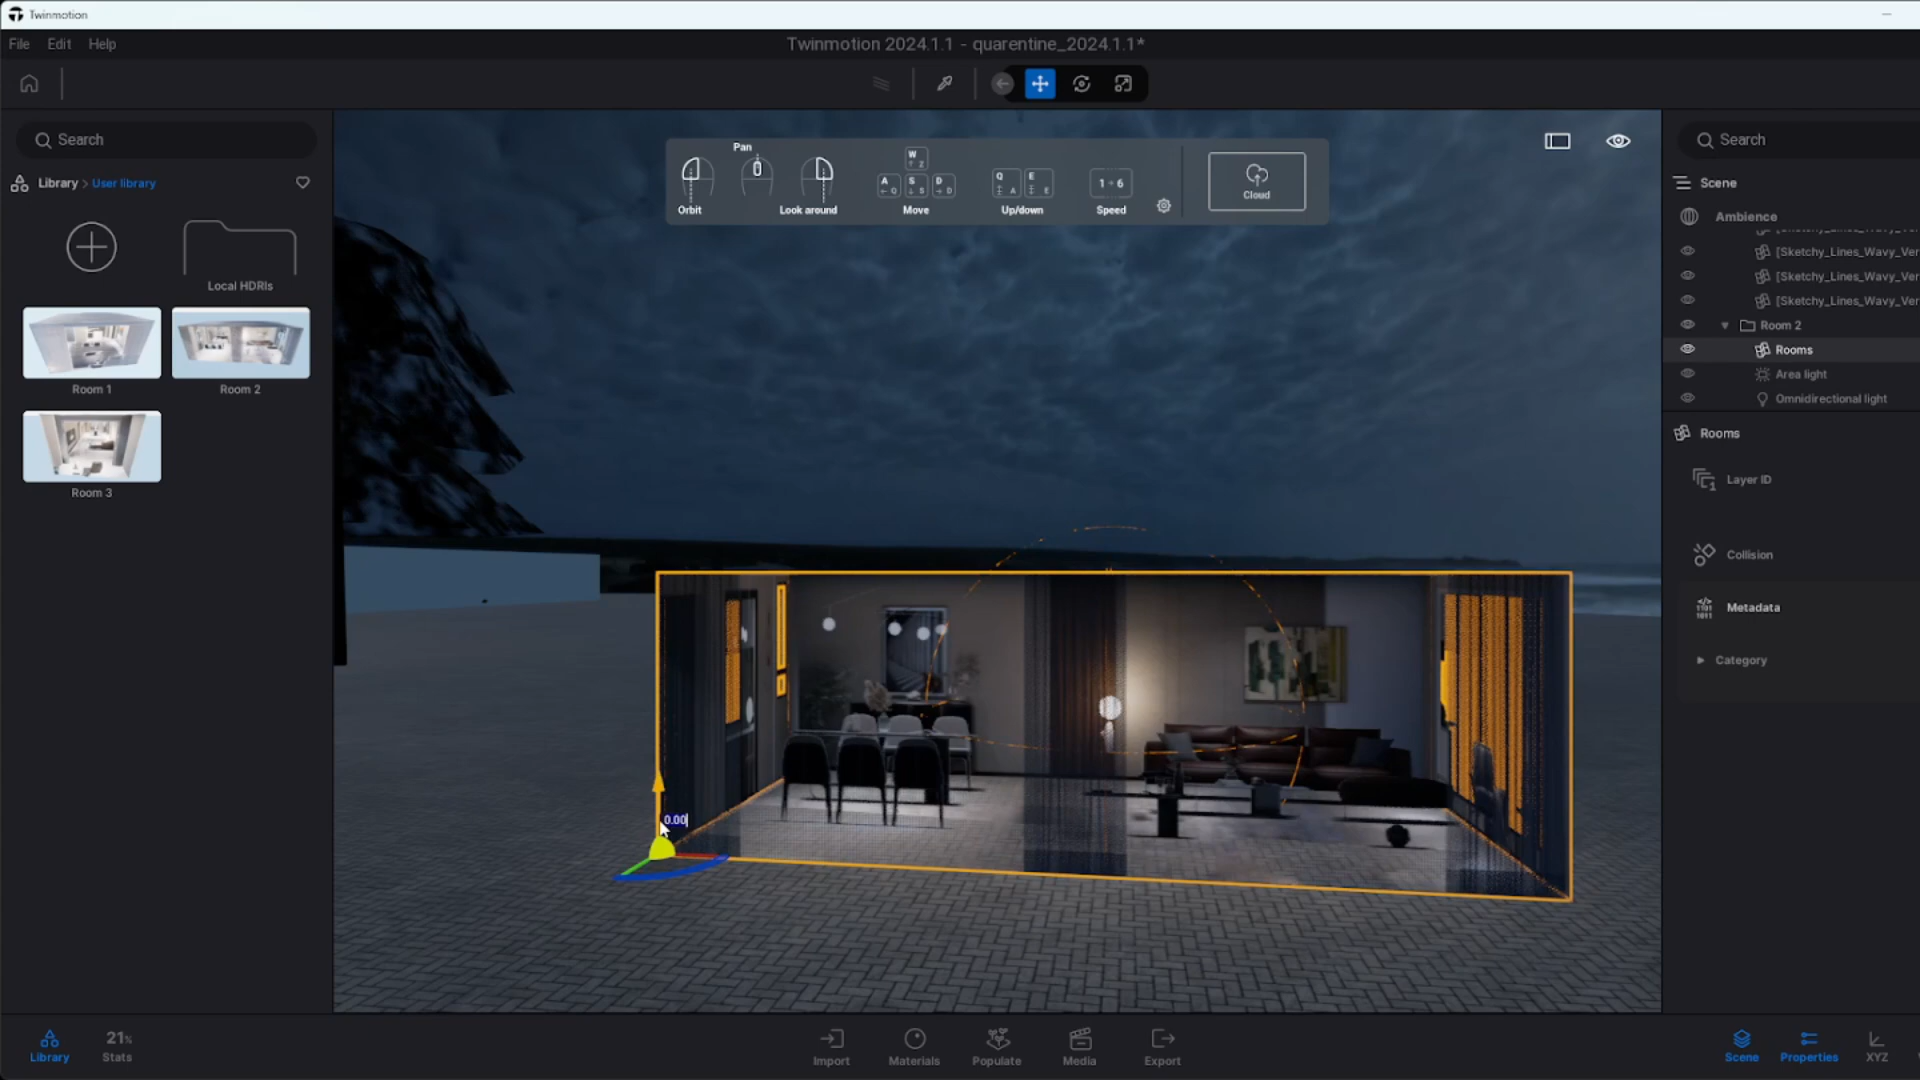 Twinmotion
File Edit Help
Twinmotion 2024.1.1 - quarentine_2024.1.1*
Search
Library > User library
Local HDRIs
Room 1
Room 2
Room 3
Pan
Orbit
Look around
W
↑ Z
A
← Q
S
↓ S
D
→ D
Move
Q
A
E
E
Up/down
1 → 6
Speed
Cloud
0.00
Search
Scene
Ambience
[Sketchy_Lines_Wavy_Ver
[Sketchy_Lines_Wavy_Ver
[Sketchy_Lines_Wavy_Ver
Room 2
Rooms
Area light
Omnidirectional light
Rooms
Layer ID
Collision
Metadata
Category
Library
21%
Stats
Import
Materials
Populate
Media
Export
Scene
Properties
XYZ